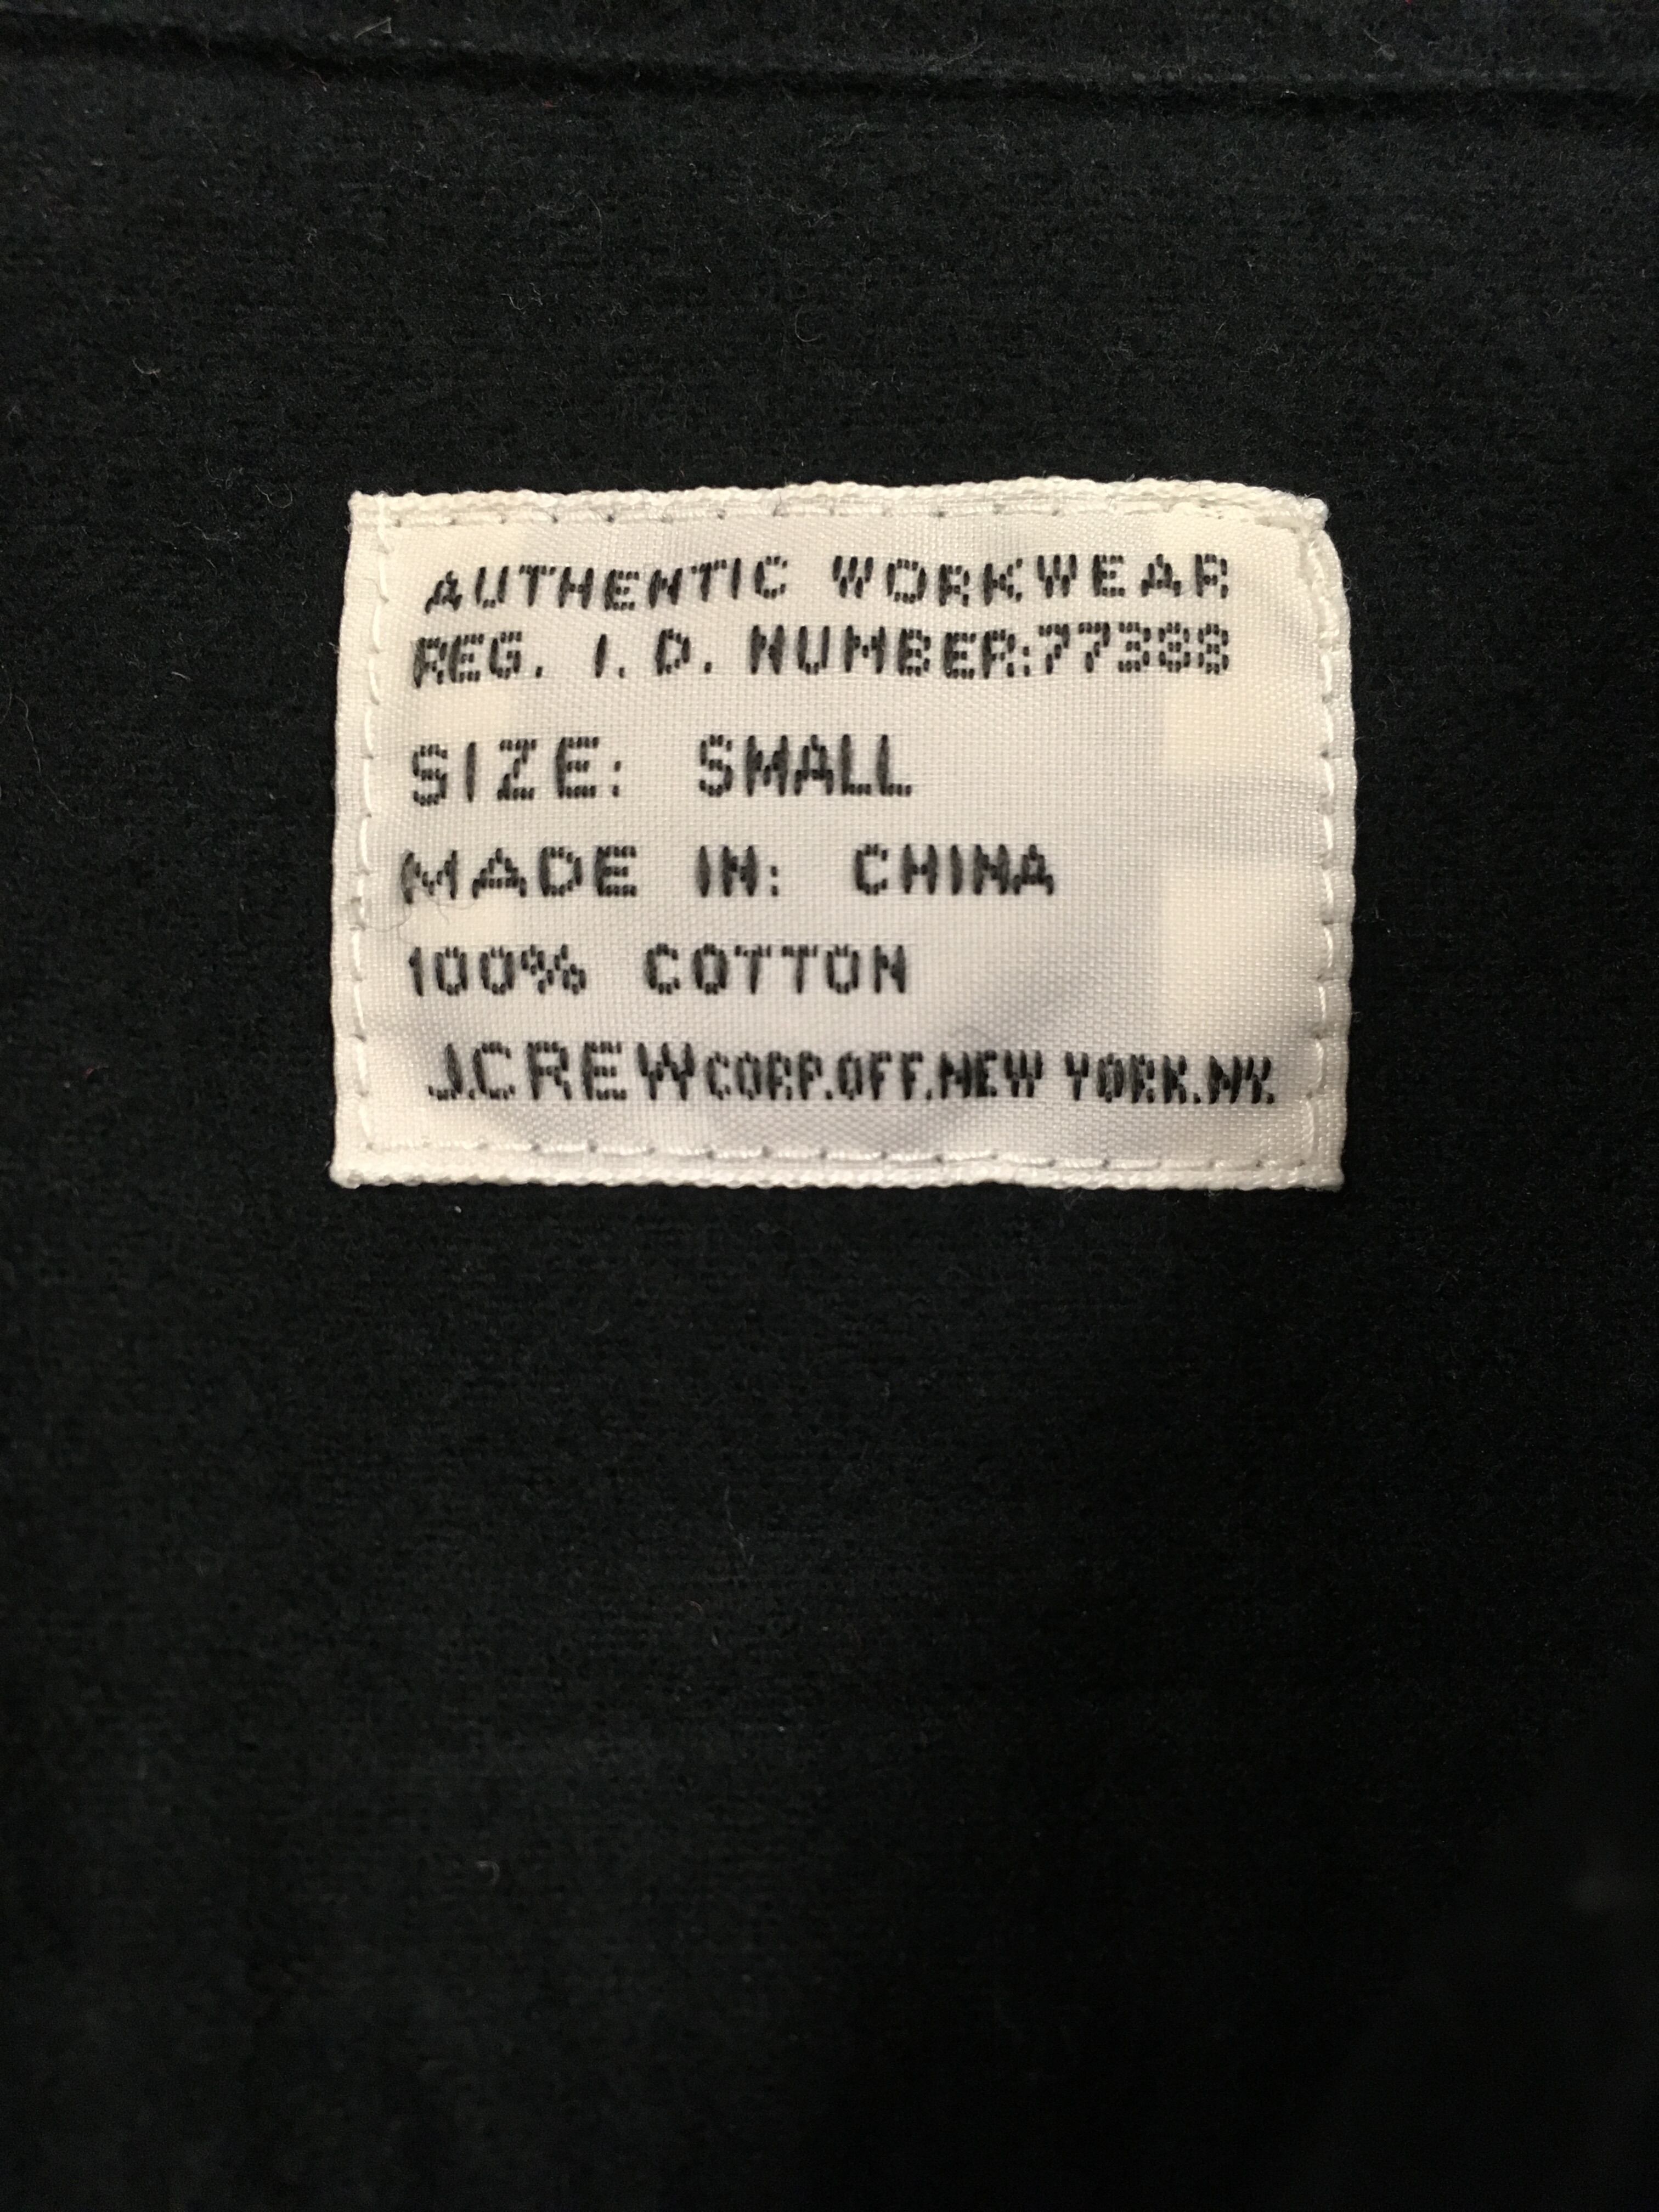 AUTHENTIC WORKWEAR
REG. I. D. NUMBER:77388
SIZE: SMALL
MADE IN: CHINA
100% COTTON
J.CREW CORP.OFF.NEW YORK.NY.